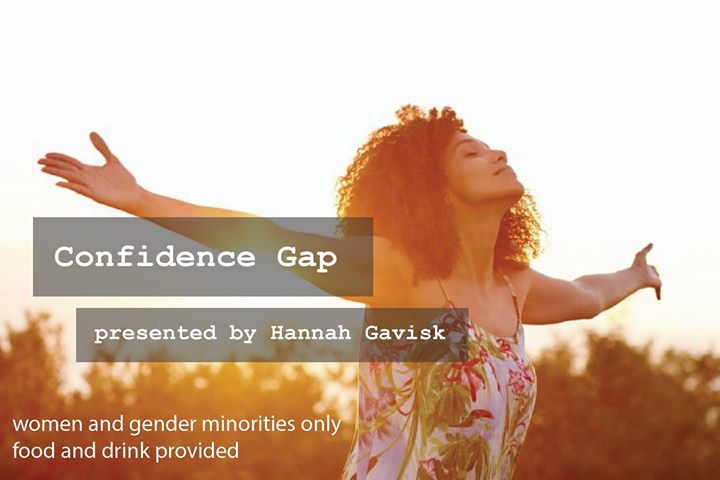 Confidence Gap
presented by Hannah Gavisk
women and gender minorities only
food and drink provided